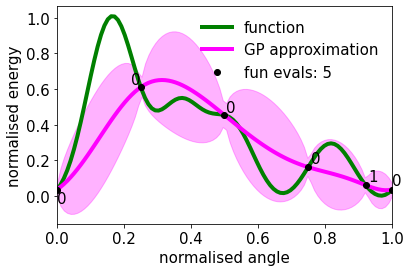 function
GP approximation
fun evals: 5
normalised energy
1.0
0.8
0.6
0.4
0.2
0.0
0
0
0
0
1
0
0.0 0.2 0.4 0.6 0.8 1.0
normalised angle